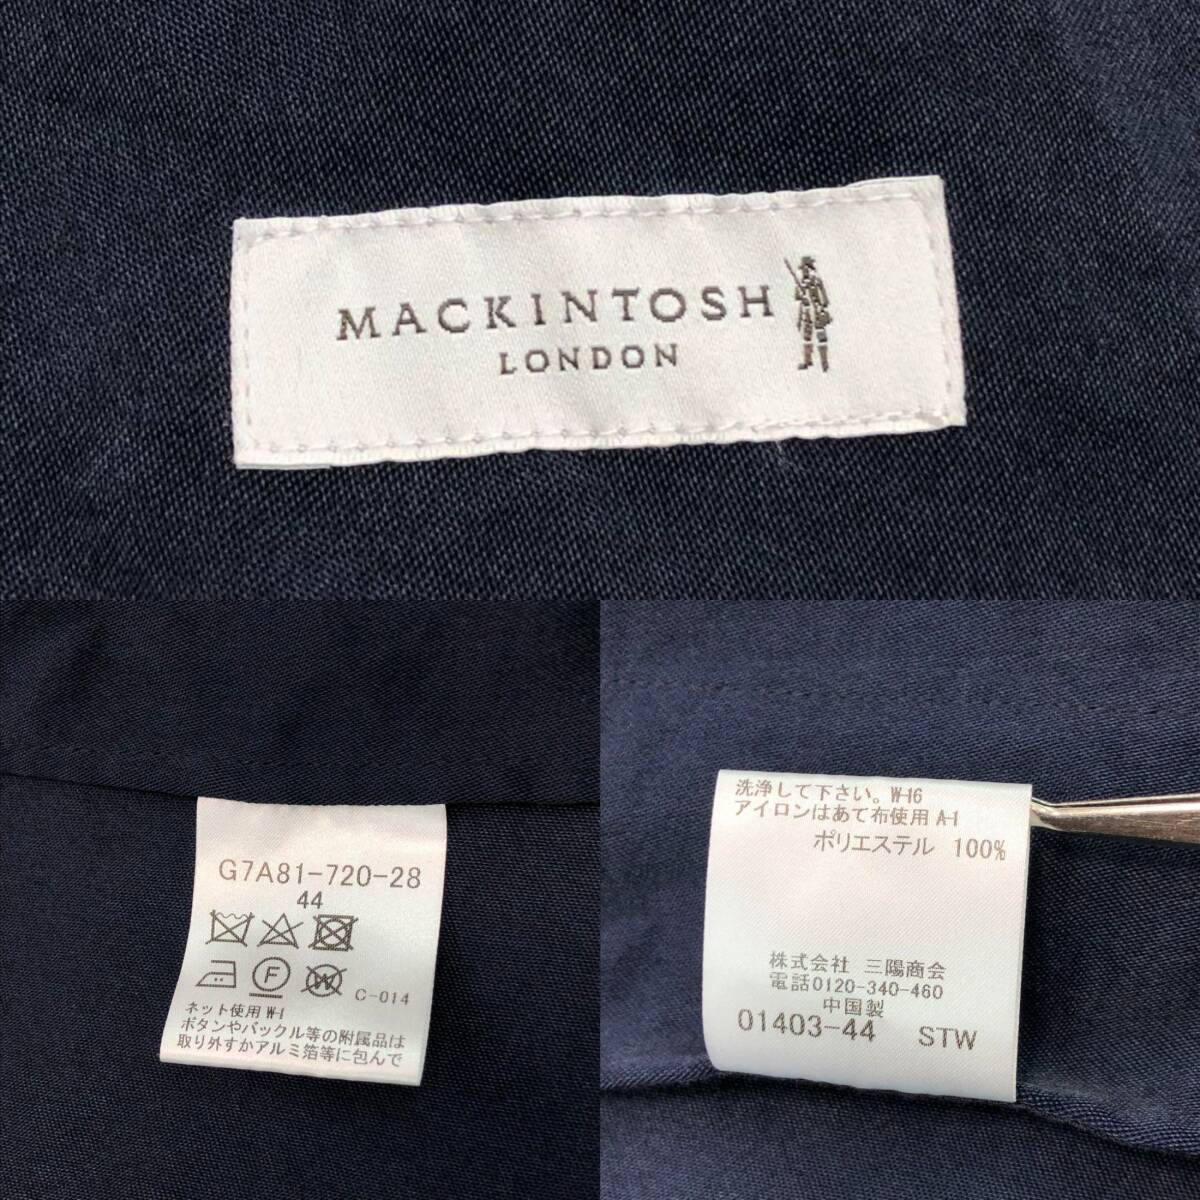 MACKINTOSH
LONDON
G7A81-720-28
44
F
W
C-014
ネット使用 W-1
ボタンやバックル等の附属品は
取り外すかアルミ箔等に包んで
洗浄して下さい。W-16
アイロンはあて布使用 A-1
ポリエステル 100%
株式会社 三陽商会
電話0120-340-460
中国製
01403-44 STW